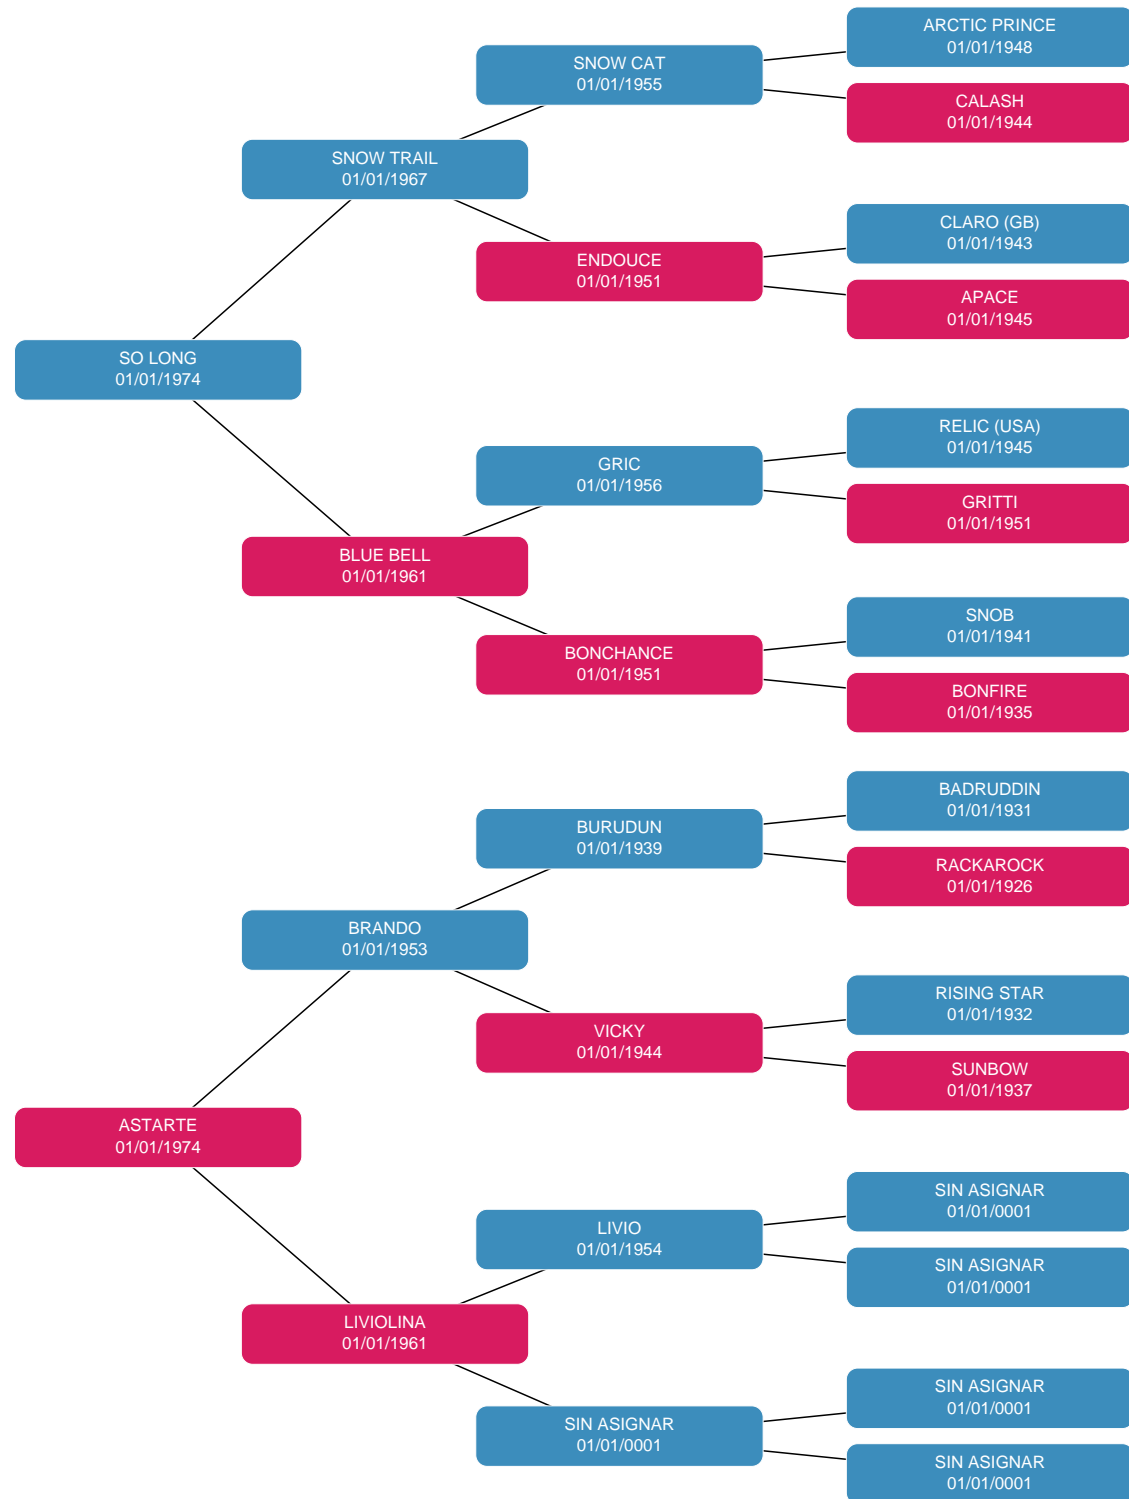 ARCTIC PRINCE
01/01/1948
SNOW CAT
01/01/1955
CALASH
01/01/1944
SNOW TRAIL
01/01/1967
CLARO (GB)
01/01/1943
ENDOUCE
01/01/1951
APACE
01/01/1945
SO LONG
01/01/1974
RELIC (USA)
01/01/1945
GRIC
01/01/1956
GRITTI
01/01/1951
BLUE BELL
01/01/1961
SNOB
01/01/1941
BONCHANCE
01/01/1951
BONFIRE
01/01/1935
BADRUDDIN
01/01/1931
BURUDUN
01/01/1939
RACKAROCK
01/01/1926
BRANDO
01/01/1953
RISING STAR
01/01/1932
VICKY
01/01/1944
SUNBOW
01/01/1937
ASTARTE
01/01/1974
SIN ASIGNAR
01/01/0001
LIVIO
01/01/1954
SIN ASIGNAR
01/01/0001
LIVIOLINA
01/01/1961
SIN ASIGNAR
01/01/0001
SIN ASIGNAR
01/01/0001
SIN ASIGNAR
01/01/0001